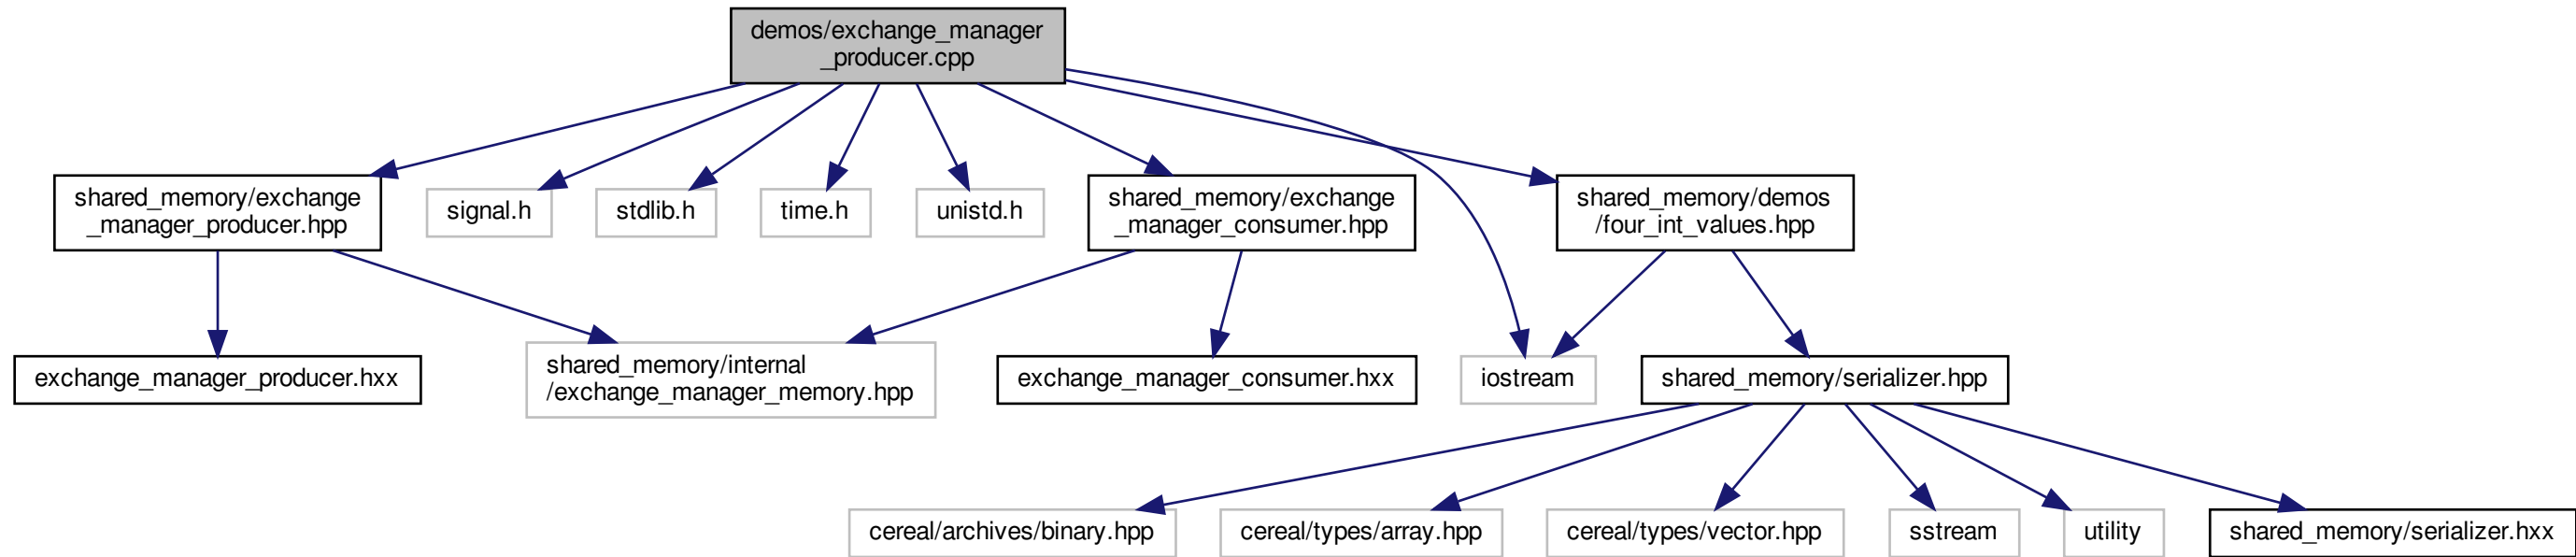 demos/exchange_manager
_producer.cpp
shared_memory/exchange
_manager_producer.hpp
signal.h
stdlib.h
time.h
unistd.h
shared_memory/exchange
_manager_consumer.hpp
shared_memory/demos
/four_int_values.hpp
exchange_manager_producer.hxx
shared_memory/internal
/exchange_manager_memory.hpp
exchange_manager_consumer.hxx
iostream
shared_memory/serializer.hpp
cereal/archives/binary.hpp
cereal/types/array.hpp
cereal/types/vector.hpp
sstream
utility
shared_memory/serializer.hxx